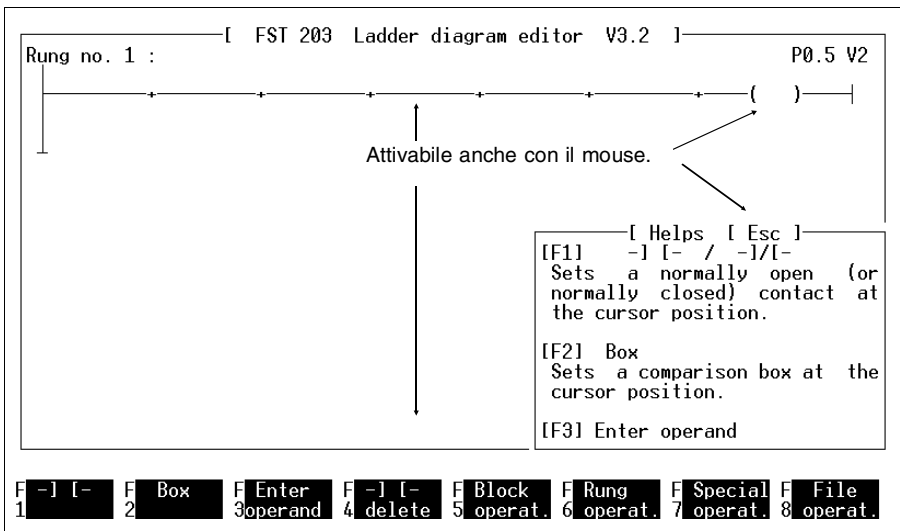 [ FST 203 Ladder diagram editor V3.2 ]
Rung no. 1 : P0.5 V2
( )
Attivabile anche con il mouse.
[ Helps [ Esc ]
[F1] -] [- / -]/[-
Sets a normally open (or
normally closed) contact at
the cursor position.
[F2] Box
Sets a comparison box at the
cursor position.
[F3] Enter operand
F1 -] [-
F2 Box
F3 Enter operand
F4 -] [- delete
F5 Block operat.
F6 Rung operat.
F7 Special operat.
F8 File operat.